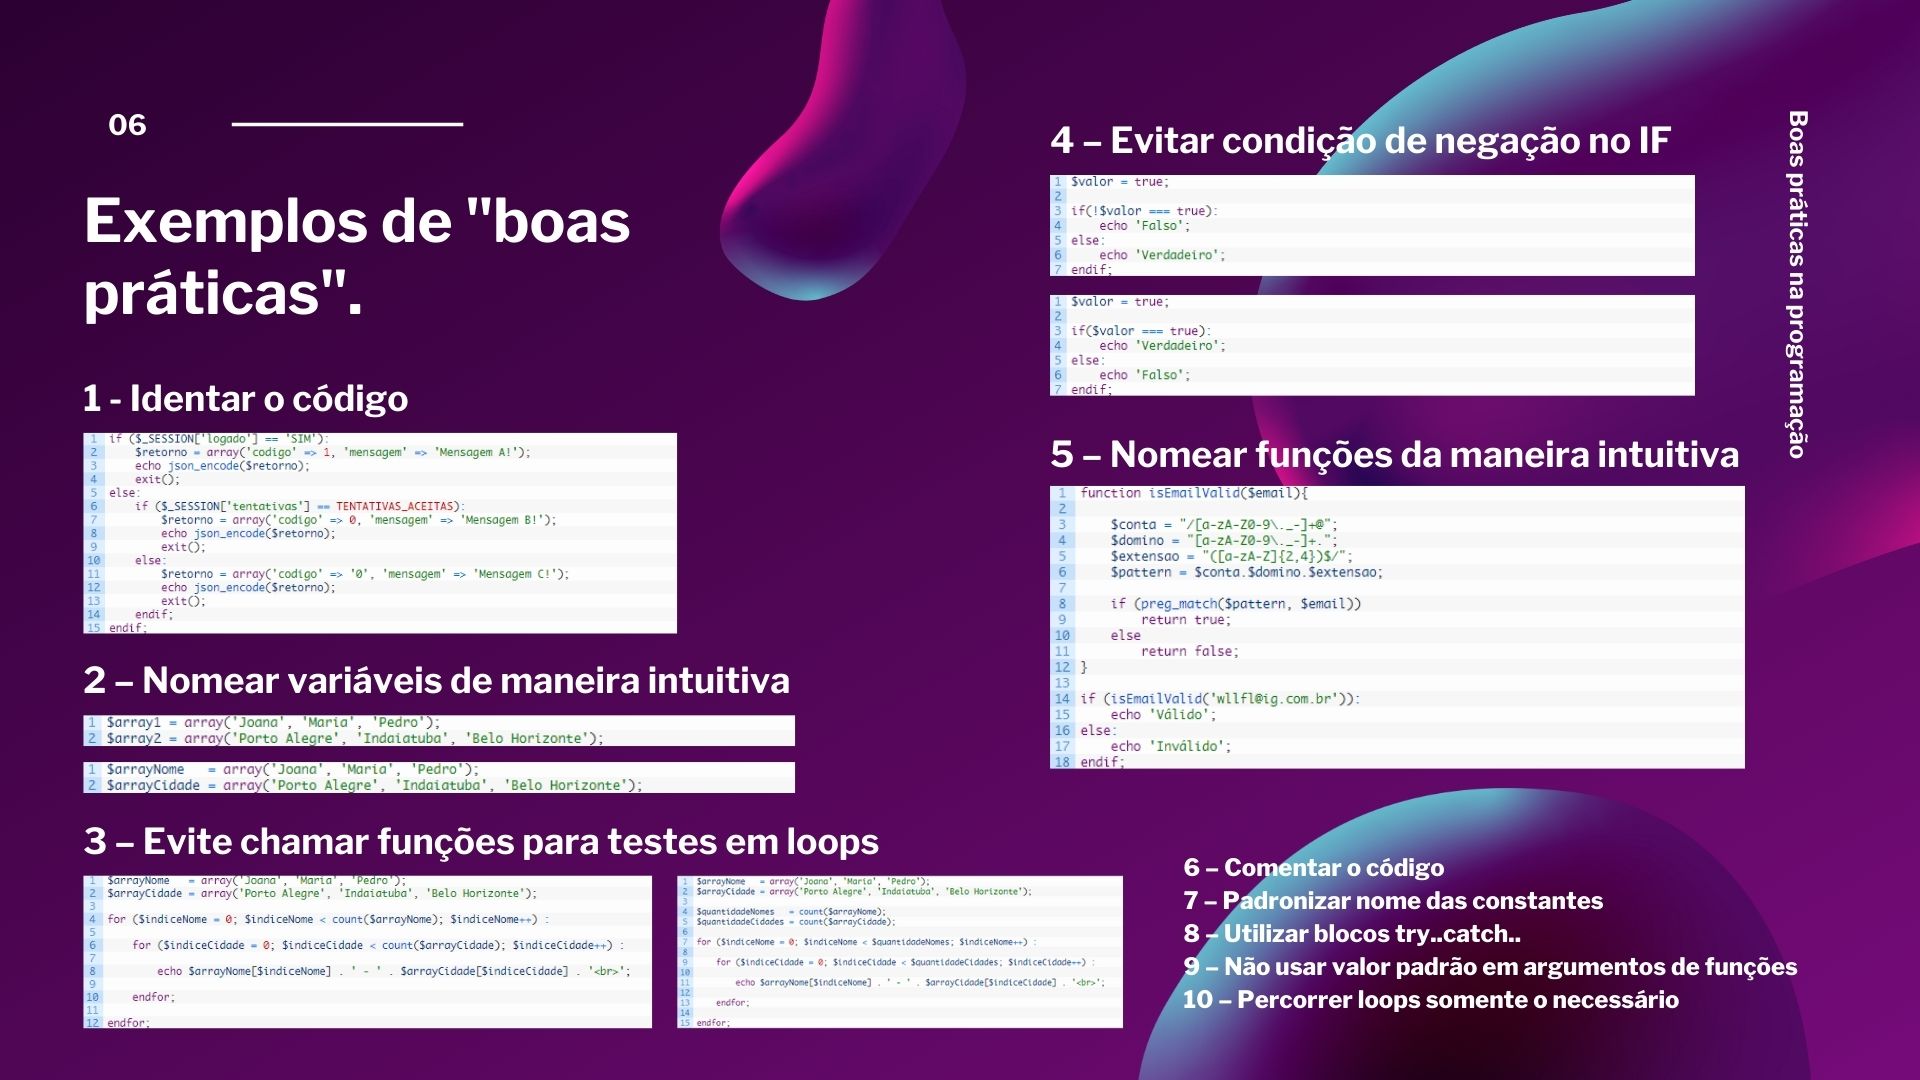 06
Exemplos de "boas
práticas".
1 - Identar o código
1 if ($_SESSION['logado'] == 'SIM'):
2     $retorno = array('codigo' => 1, 'mensagem' => 'Mensagem A!');
3     echo json_encode($retorno);
4     exit();
5 else:
6     if ($_SESSION['tentativas'] == TENTATIVAS_ACEITAS):
7         $retorno = array('codigo' => 0, 'mensagem' => 'Mensagem B!');
8         echo json_encode($retorno);
9         exit();
10     else:
11         $retorno = array('codigo' => '0', 'mensagem' => 'Mensagem C!');
12         echo json_encode($retorno);
13         exit();
14     endif;
15 endif;
2 – Nomear variáveis de maneira intuitiva
1 $array1 = array('Joana', 'Maria', 'Pedro');
2 $array2 = array('Porto Alegre', 'Indaiatuba', 'Belo Horizonte');
1 $arrayNome   = array('Joana', 'Maria', 'Pedro');
2 $arrayCidade = array('Porto Alegre', 'Indaiatuba', 'Belo Horizonte');
3 – Evite chamar funções para testes em loops
1 $arrayNome   = array('Joana', 'Maria', 'Pedro');
2 $arrayCidade = array('Porto Alegre', 'Indaiatuba', 'Belo Horizonte');
3
4 for ($indiceNome = 0; $indiceNome < count($arrayNome); $indiceNome++) :
5
6     for ($indiceCidade = 0; $indiceCidade < count($arrayCidade); $indiceCidade++) :
7
8         echo $arrayNome[$indiceNome] . ' - ' . $arrayCidade[$indiceCidade] . '<br>';
9
10     endfor;
11
12 endfor;
1 $arrayNome   = array('Joana', 'Maria', 'Pedro');
2 $arrayCidade = array('Porto Alegre', 'Indaiatuba', 'Belo Horizonte');
3
4 $quantidadeNomes   = count($arrayNome);
5 $quantidadeCidades = count($arrayCidade);
6
7 for ($indiceNome = 0; $indiceNome < $quantidadeNomes; $indiceNome++) :
8
9     for ($indiceCidade = 0; $indiceCidade < $quantidadeCidades; $indiceCidade++) :
10
11         echo $arrayNome[$indiceNome] . ' - ' . $arrayCidade[$indiceCidade] . '<br>';
12
13     endfor;
14
15 endfor;
4 – Evitar condição de negação no IF
1 $valor = true;
2
3 if(!$valor === true):
4     echo 'Falso';
5 else:
6     echo 'Verdadeiro';
7 endif;
1 $valor = true;
2
3 if($valor === true):
4     echo 'Verdadeiro';
5 else:
6     echo 'Falso';
7 endif;
5 – Nomear funções da maneira intuitiva
1 function isEmailValid($email){
2
3     $conta = "/[a-zA-Z0-9\._-]+@";
4     $domino = "[a-zA-Z0-9\._-]+.";
5     $extensao = "([a-zA-Z]{2,4})$/";
6     $pattern = $conta.$domino.$extensao;
7
8     if (preg_match($pattern, $email))
9         return true;
10     else
11         return false;
12 }
13
14 if (isEmailValid('wllfl@ig.com.br')):
15     echo 'Válido';
16 else:
17     echo 'Inválido';
18 endif;
6 – Comentar o código
7 – Padronizar nome das constantes
8 – Utilizar blocos try..catch..
9 – Não usar valor padrão em argumentos de funções
10 – Percorrer loops somente o necessário
Boas práticas na programação